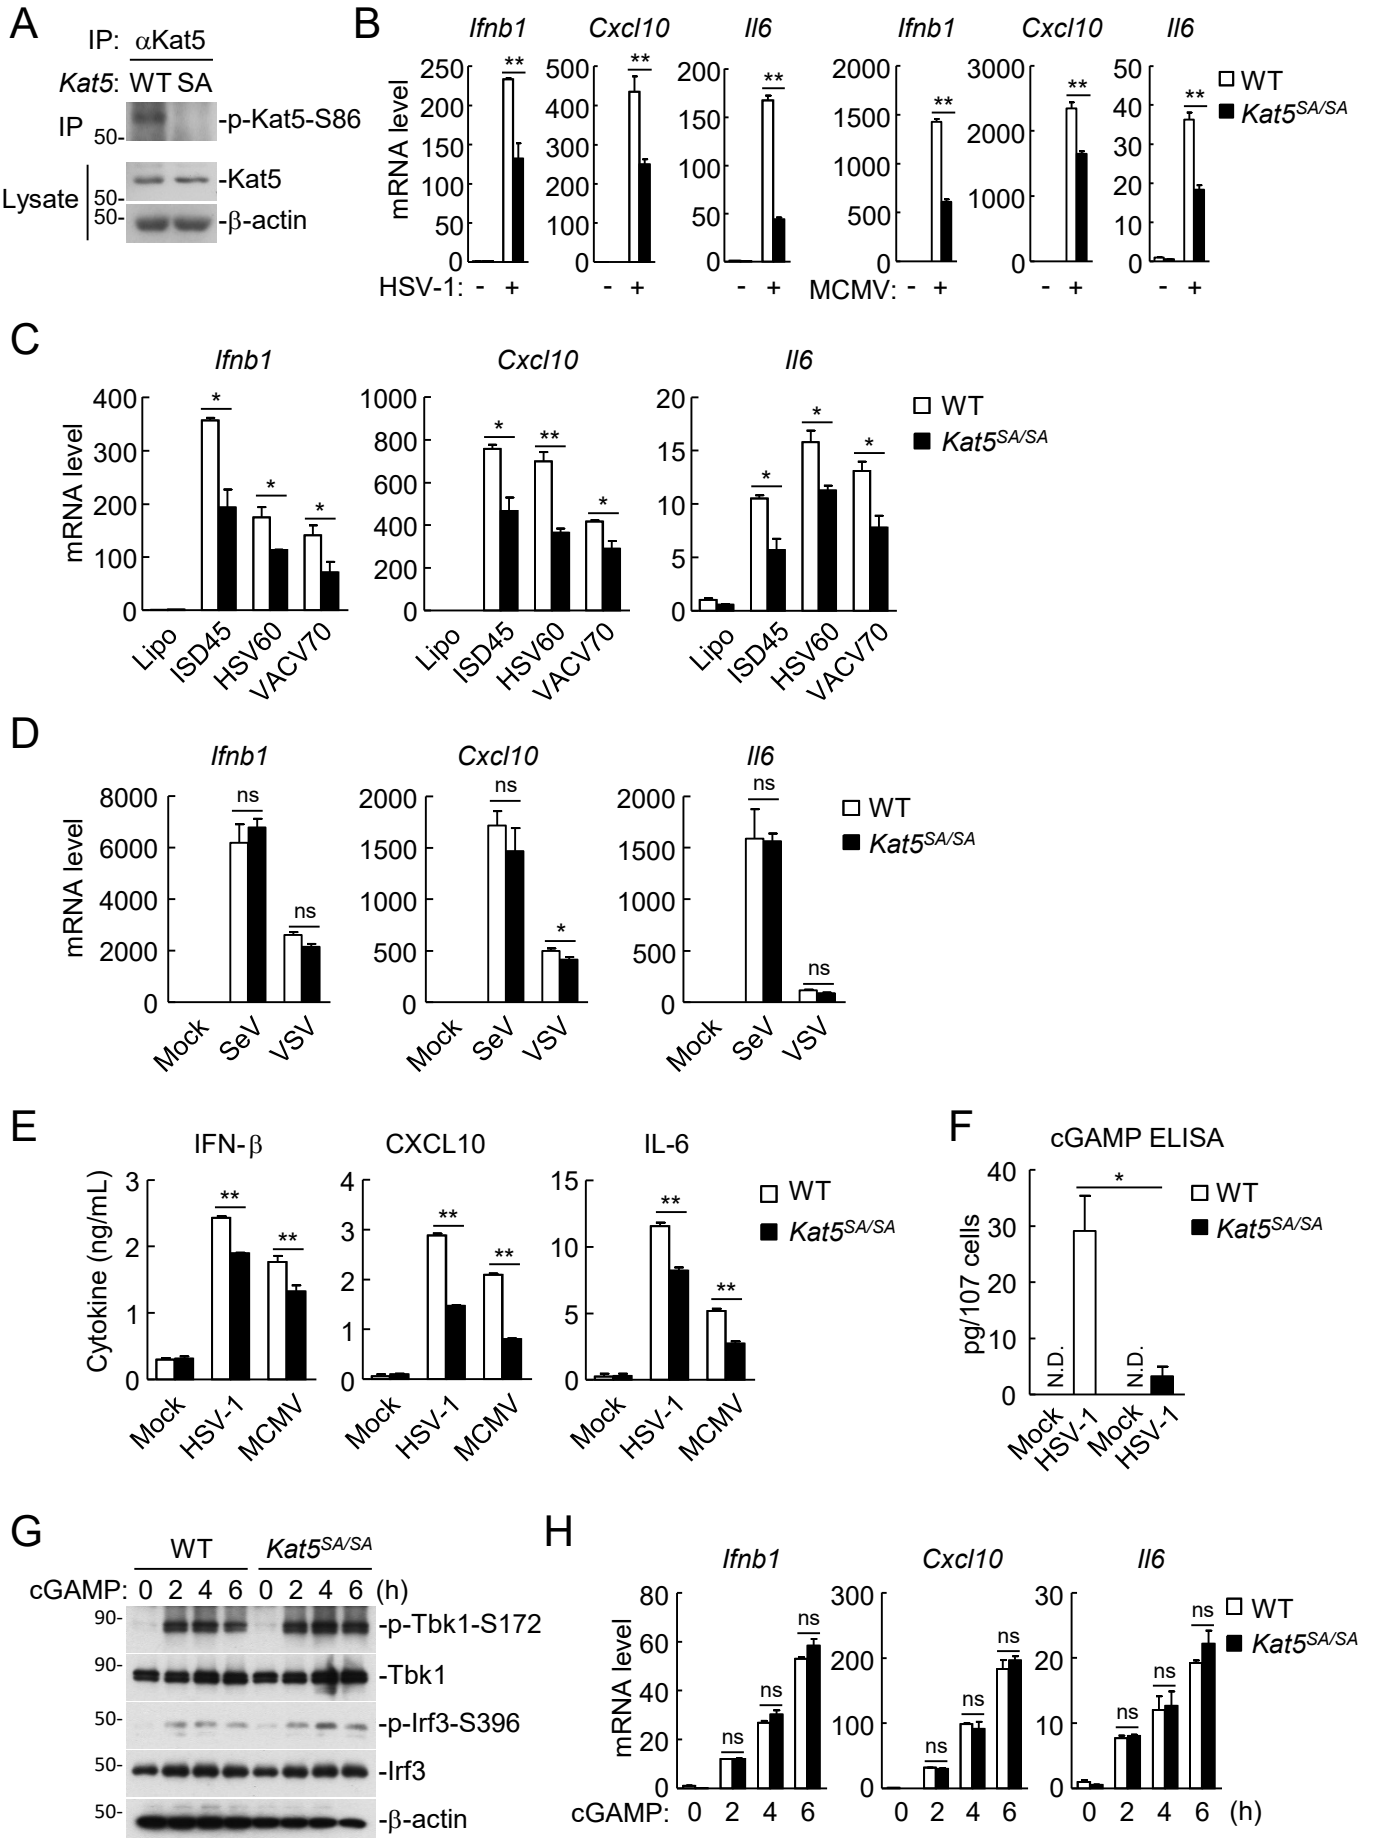 A
IP: αKat5
Kat5: WT SA
IP
50-
-p-Kat5-S86
Lysate
50-
-Kat5
50-
-β-actin
B
Ifnb1 Cxcl10 Il6 Ifnb1 Cxcl10 Il6
mRNA level
250 200 150 100 50 0
**
500 400 300 200 100 0
**
200 150 100 50 0
**
2000 1500 1000 500 0
**
3000 2000 1000 0
**
50 40 30 20 10 0
**
WT
Kat5SA/SA
HSV-1: - + - + - +
MCMV: - + - + - +
C
Ifnb1 Cxcl10 Il6
mRNA level
400 300 200 100 0
* * *
Lipo ISD45 HSV60 VACV70
1000 800 600 400 200 0
* ** *
Lipo ISD45 HSV60 VACV70
20 15 10 5 0
* * *
Lipo ISD45 HSV60 VACV70
WT
Kat5SA/SA
D
Ifnb1 Cxcl10 Il6
mRNA level
8000 6000 4000 2000 0
ns ns
Mock SeV VSV
2000 1500 1000 500 0
ns *
Mock SeV VSV
2000 1500 1000 500 0
ns ns
Mock SeV VSV
WT
Kat5SA/SA
E
IFN-β CXCL10 IL-6
Cytokine (ng/mL)
3 2 1 0
** **
Mock HSV-1 MCMV
4 3 2 1 0
** **
Mock HSV-1 MCMV
15 10 5 0
** **
Mock HSV-1 MCMV
WT
Kat5SA/SA
F
cGAMP ELISA
pg/107 cells
40 30 20 10 0
*
N.D. N.D.
Mock HSV-1 Mock HSV-1
WT
Kat5SA/SA
G
WT Kat5SA/SA
cGAMP: 0 2 4 6 0 2 4 6 (h)
90- -p-Tbk1-S172
90- -Tbk1
50- -p-Irf3-S396
50- -Irf3
50- -β-actin
H
Ifnb1 Cxcl10 Il6
mRNA level
80 60 40 20 0
ns ns ns
300 200 100 0
ns ns ns
30 20 10 0
ns ns ns
WT
Kat5SA/SA
cGAMP: 0 2 4 6 0 2 4 6 0 2 4 6 (h)